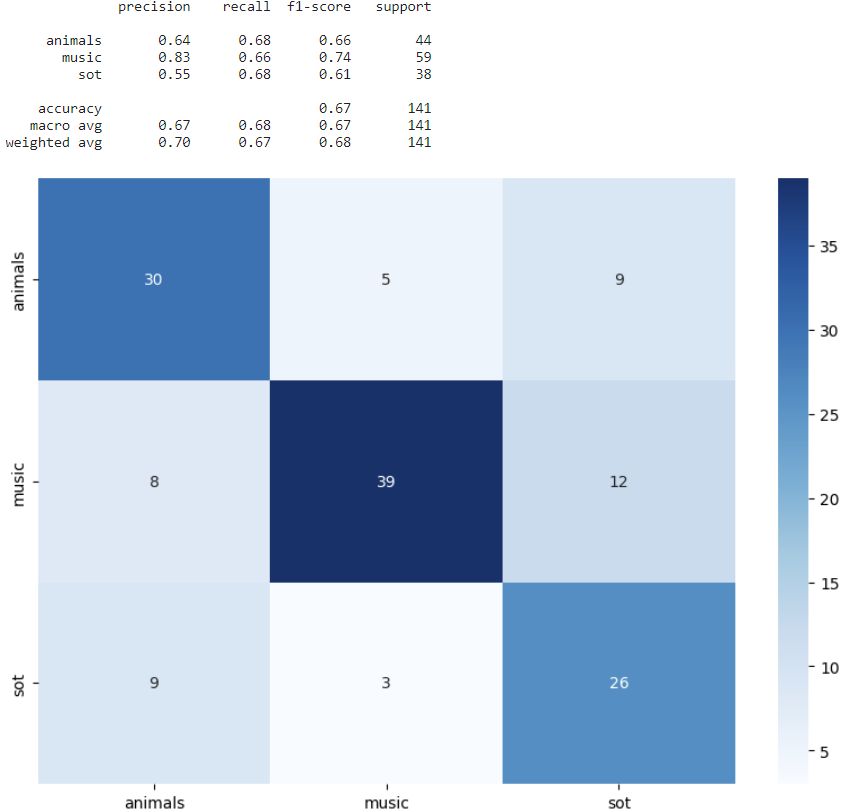 precision recall f1-score support
animals 0.64 0.68 0.66 44
music 0.83 0.66 0.74 59
sot 0.55 0.68 0.61 38
accuracy 0.67 141
macro avg 0.67 0.68 0.67 141
weighted avg 0.70 0.67 0.68 141
animals 30 5 9
music 8 39 12
sot 9 3 26
animals music sot
35
30
25
20
15
10
5